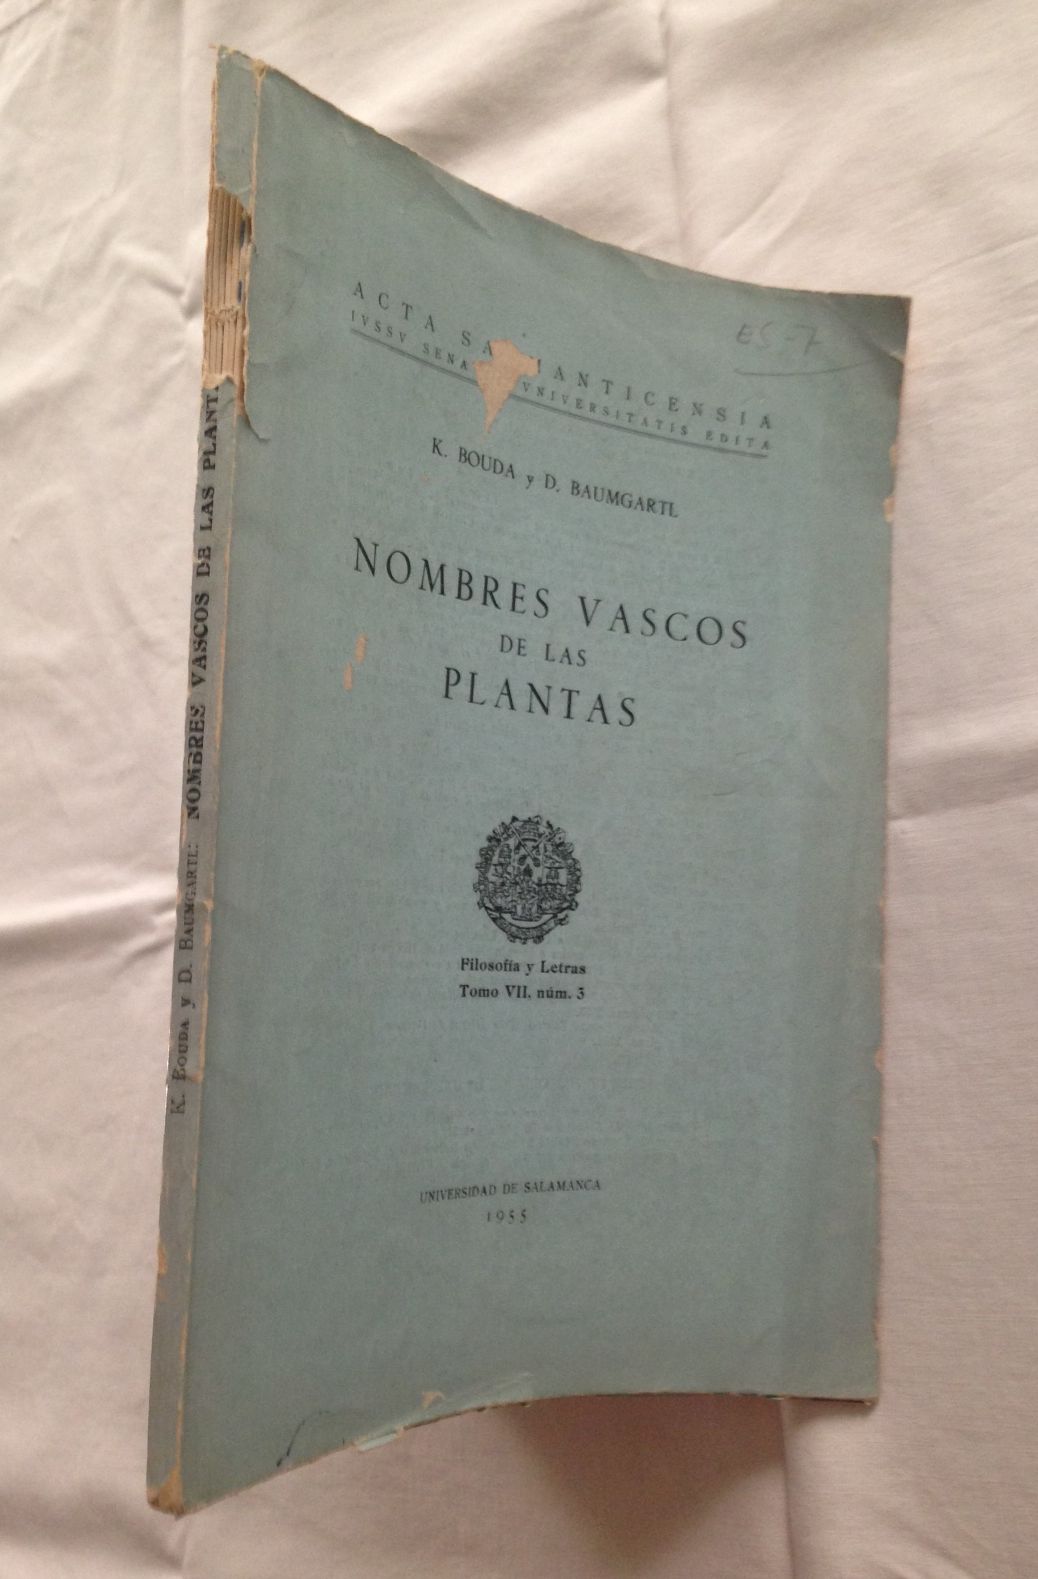 ACTA SA ANTICENSIA
IVSSV SENA VNIVERSITATIS EDITA
ES-7
K. BOUDA y D. BAUMGARTL
NOMBRES VASCOS
DE LAS
PLANTAS
Filosofía y Letras
Tomo VII. núm. 3
UNIVERSIDAD DE SALAMANCA
1955
K. BOUDA y D. BAUMGARTL: NOMBRES VASCOS DE LAS PLANT